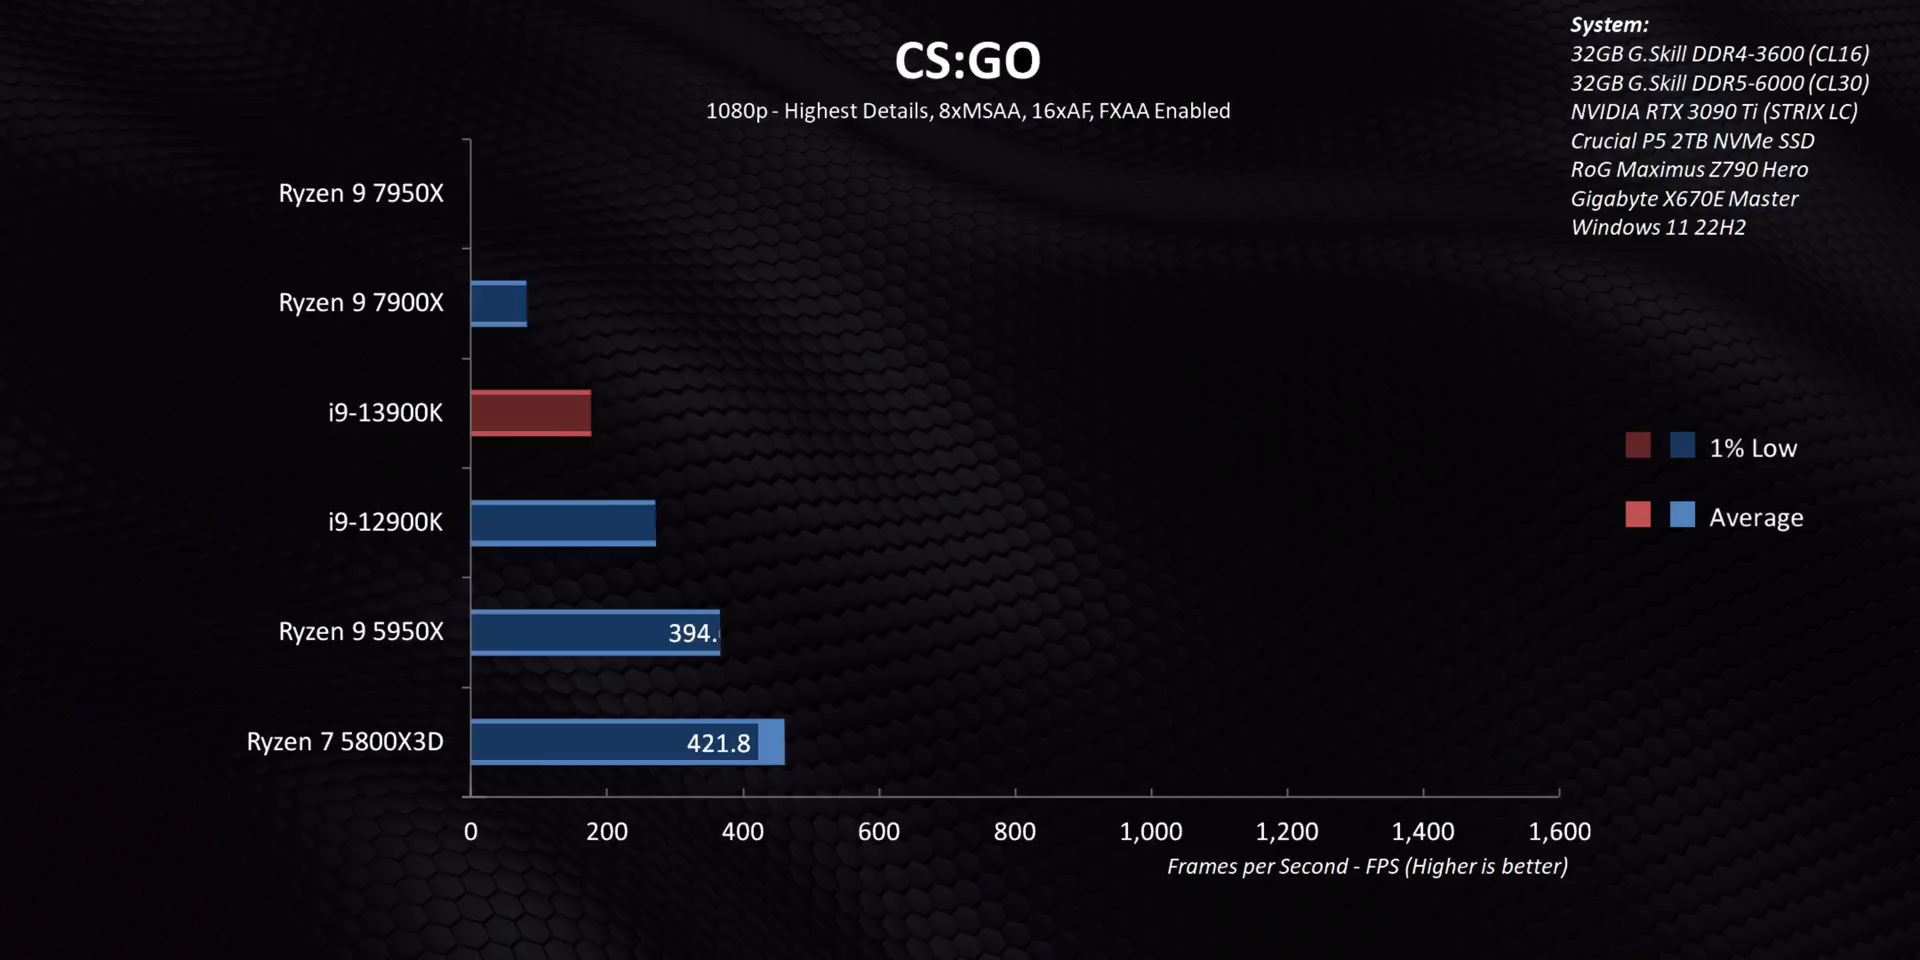 CS:GO
1080p - Highest Details, 8xMSAA, 16xAF, FXAA Enabled
System:
32GB G.Skill DDR4-3600 (CL16)
32GB G.Skill DDR5-6000 (CL30)
NVIDIA RTX 3090 Ti (STRIX LC)
Crucial P5 2TB NVMe SSD
RoG Maximus Z790 Hero
Gigabyte X670E Master
Windows 11 22H2
Ryzen 9 7950X
Ryzen 9 7900X
i9-13900K
i9-12900K
Ryzen 9 5950X
394.
Ryzen 7 5800X3D
421.8
1% Low
Average
0 200 400 600 800 1,000 1,200 1,400 1,600
Frames per Second - FPS (Higher is better)